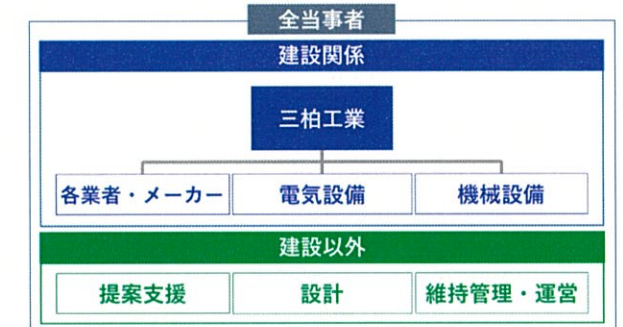 全当事者
建設関係
三柏工業
各業者・メーカー
電気設備
機械設備
建設以外
提案支援
設計
維持管理・運営